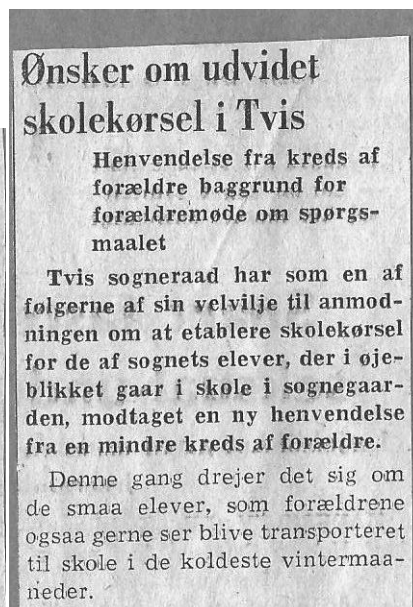 Ønsker om udvidet
skolekørsel i Tvis
Henvendelse fra kreds af
forældre baggrund for
forældremøde om spørgs-
maalet
Tvis sogneraad har som en af
følgerne af sin velvilje til anmod-
ningen om at etablere skolekørsel
for de af sognets elever, der i øje-
blikket gaar i skole i sognegaar-
den, modtaget en ny henvendelse
fra en mindre kreds af forældre.
Denne gang drejer det sig om
de smaa elever, som forældrene
ogsaa gerne ser blive transporteret
til skole i de koldeste vintermaa-
neder.